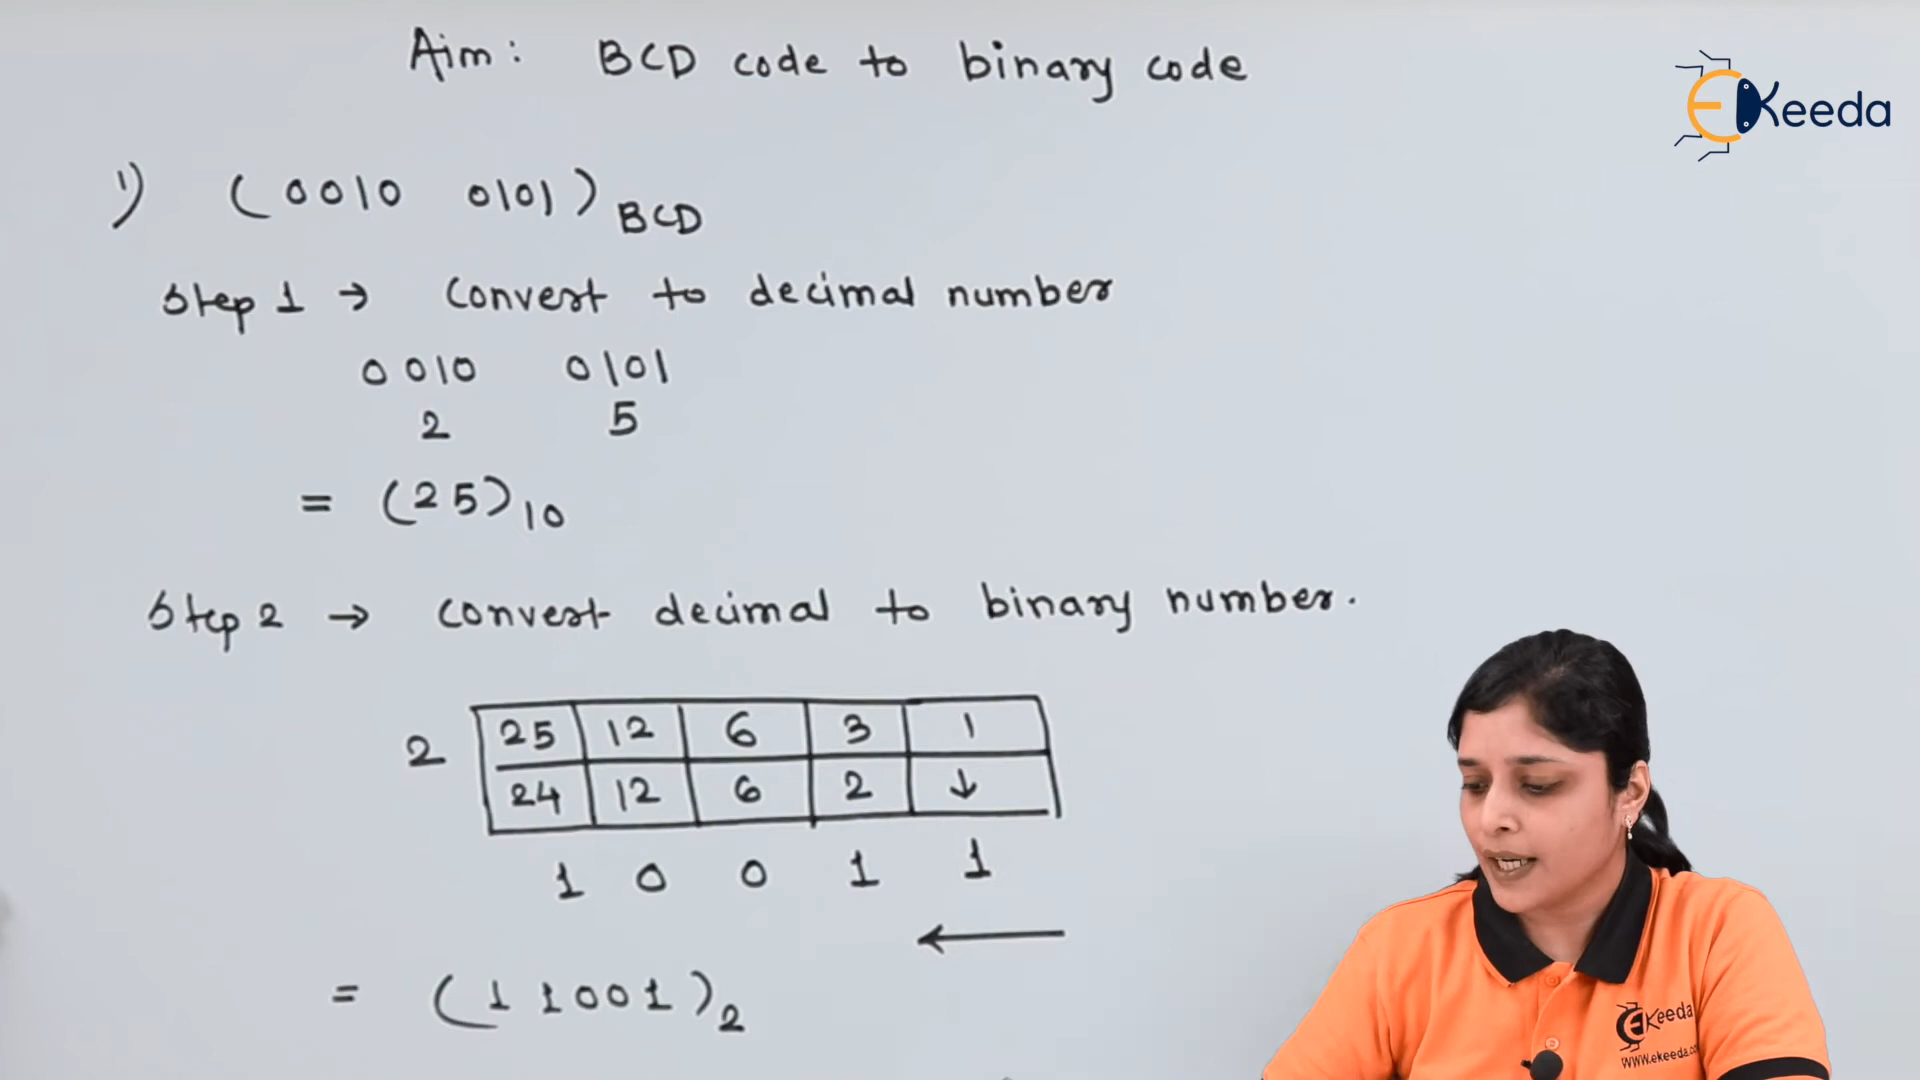 Aim: BCD code to binary code
EKeeda
1) (0010 0101)BCD
Step 1 → Convert to decimal number
0010 0101
2 5
= (25)10
Step 2 → Convert decimal to binary number.
2 25 12 6 3 1
24 12 6 2 ↓
1 0 0 1 1
←
= (11001)2
EKeeda
www.ekeeda.co